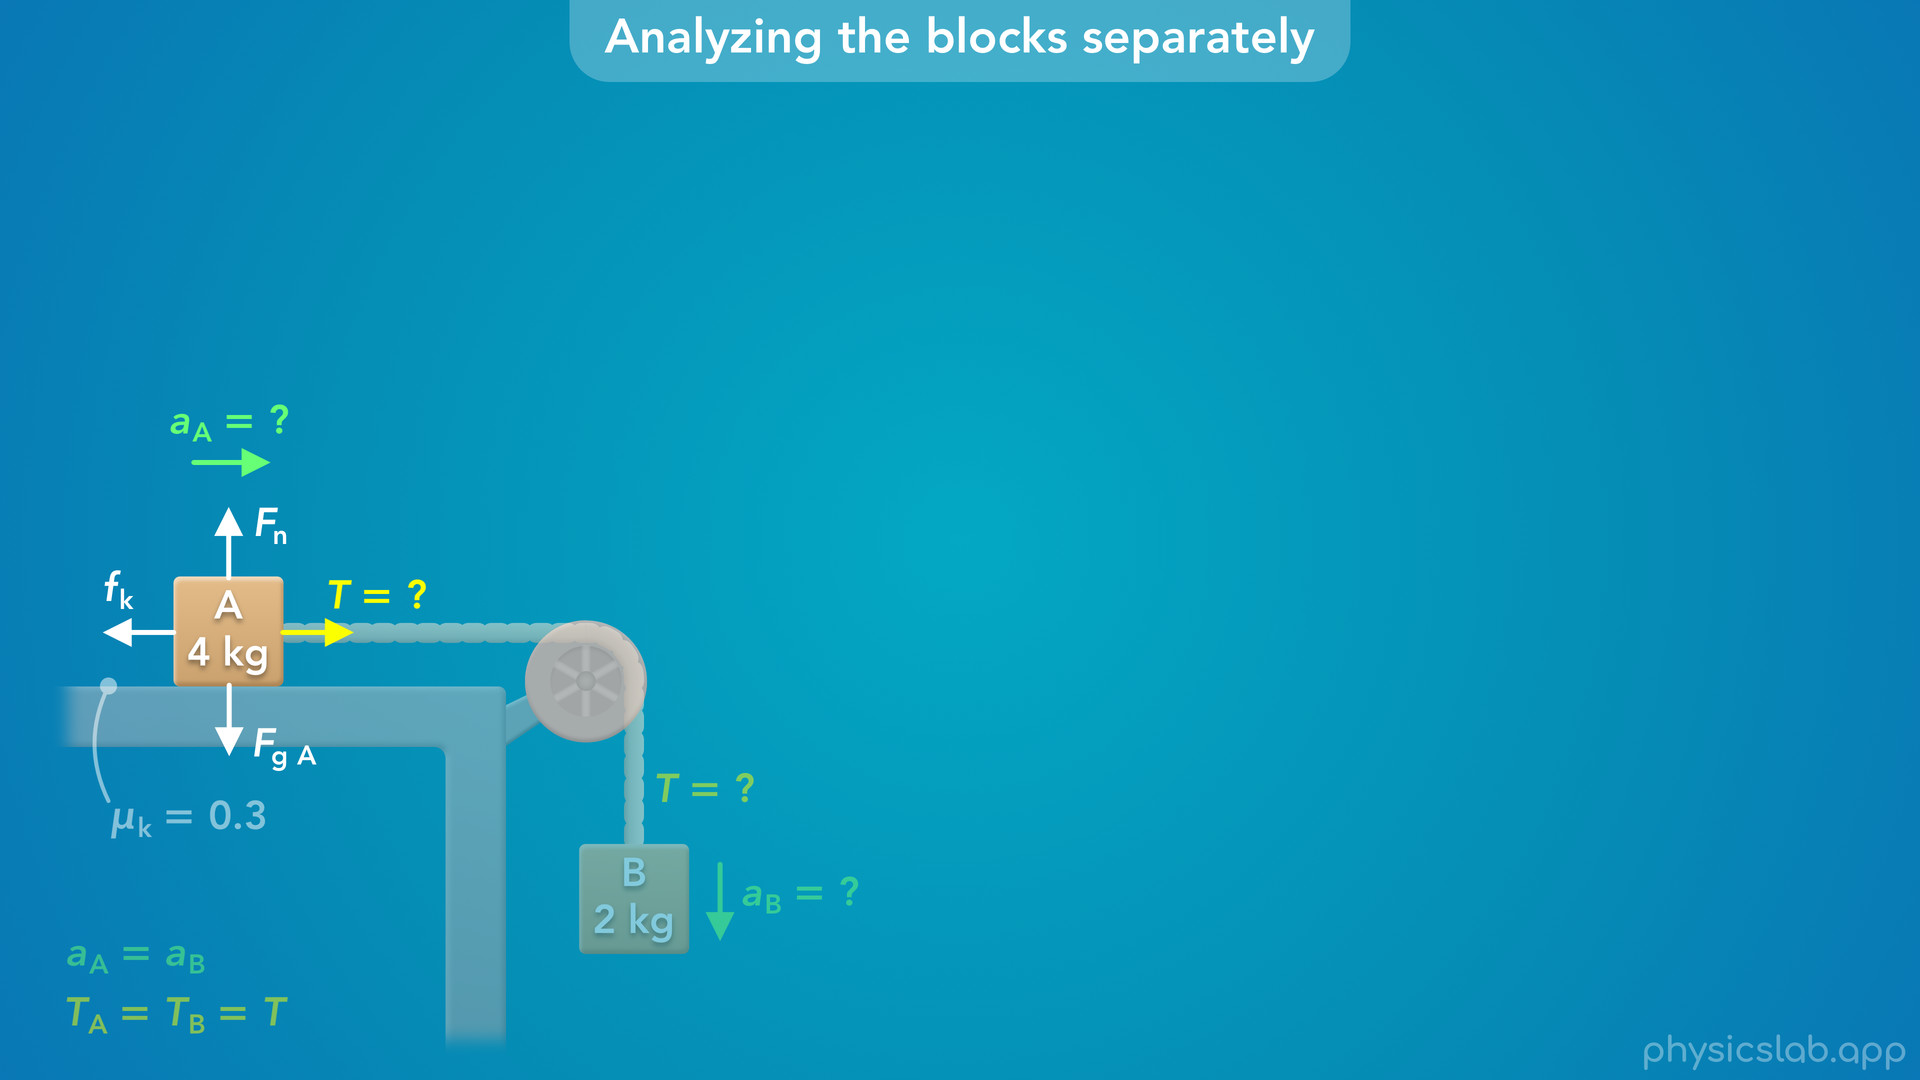 Analyzing the blocks separately
aA = ?
Fn
fk
A
4 kg
T = ?
Fg A
μk = 0.3
T = ?
B
2 kg
aB = ?
aA = aB
TA = TB = T
physicslab.app